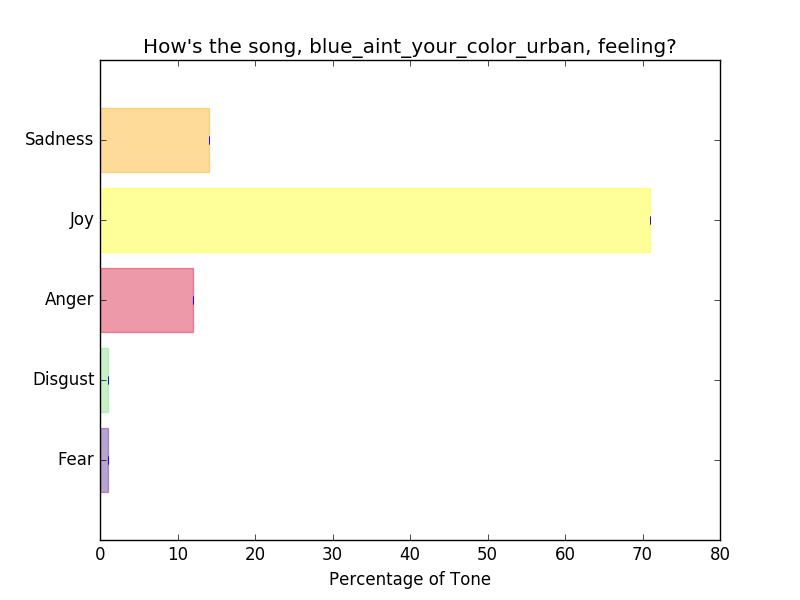 How's the song, blue_aint_your_color_urban, feeling?
Sadness
Joy
Anger
Disgust
Fear
0 10 20 30 40 50 60 70 80
Percentage of Tone